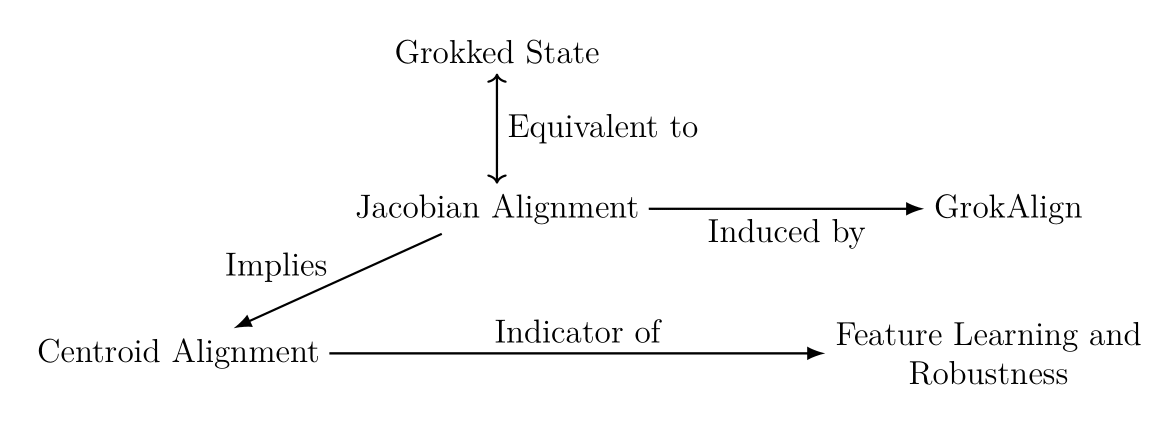 Grokked State
Equivalent to
Jacobian Alignment
GrokAlign
Induced by
Implies
Indicator of
Centroid Alignment
Feature Learning and
Robustness